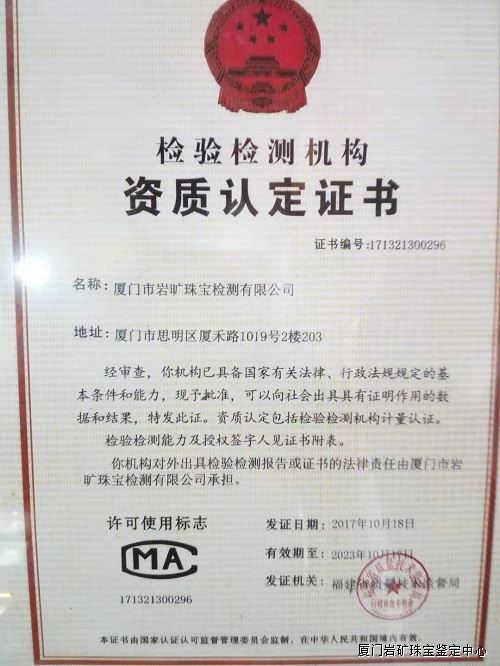 检验检测机构
资质认定证书
证书编号:171321300296
名称:厦门市岩旷珠宝检测有限公司
地址:厦门市思明区厦禾路1019号2楼203
经审查，你机构已具备国家有关法律、行政法规规定的基
本条件和能力，现予批准，可以向社会出具具有证明作用的数
据和结果，特发此证。资质认定包括检验检测机构计量认证。
检验检测能力及授权签字人见证书附表。
你机构对外出具检验检测报告或证书的法律责任由厦门市岩
旷珠宝检测有限公司承担。
许可使用标志
MA
171321300296
发证日期：2017年10月18日
有效期至：2023年10月17日
发证机关：福建省质量技术监督局
本证书由国家认证认可监督管理委员会监制，在中华人民共和国境内有效。
厦门岩矿珠宝鉴定中心